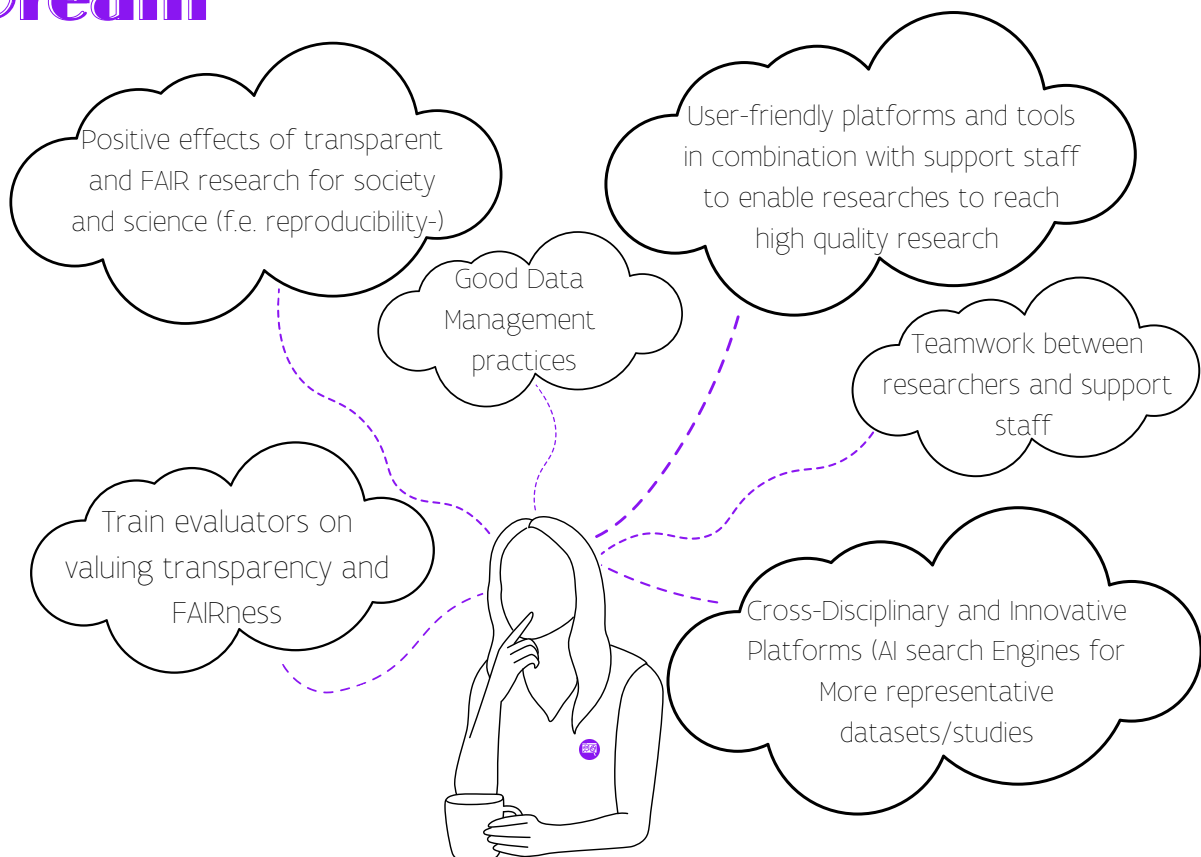 Dream
Positive effects of transparent
and FAIR research for society
and science (f.e. reproducibility-)
User-friendly platforms and tools
in combination with support staff
to enable researches to reach
high quality research
Good Data
Management
practices
Teamwork between
researchers and support
staff
Train evaluators on
valuing transparency and
FAIRness
Cross-Disciplinary and Innovative
Platforms (AI search Engines for
More representative
datasets/studies